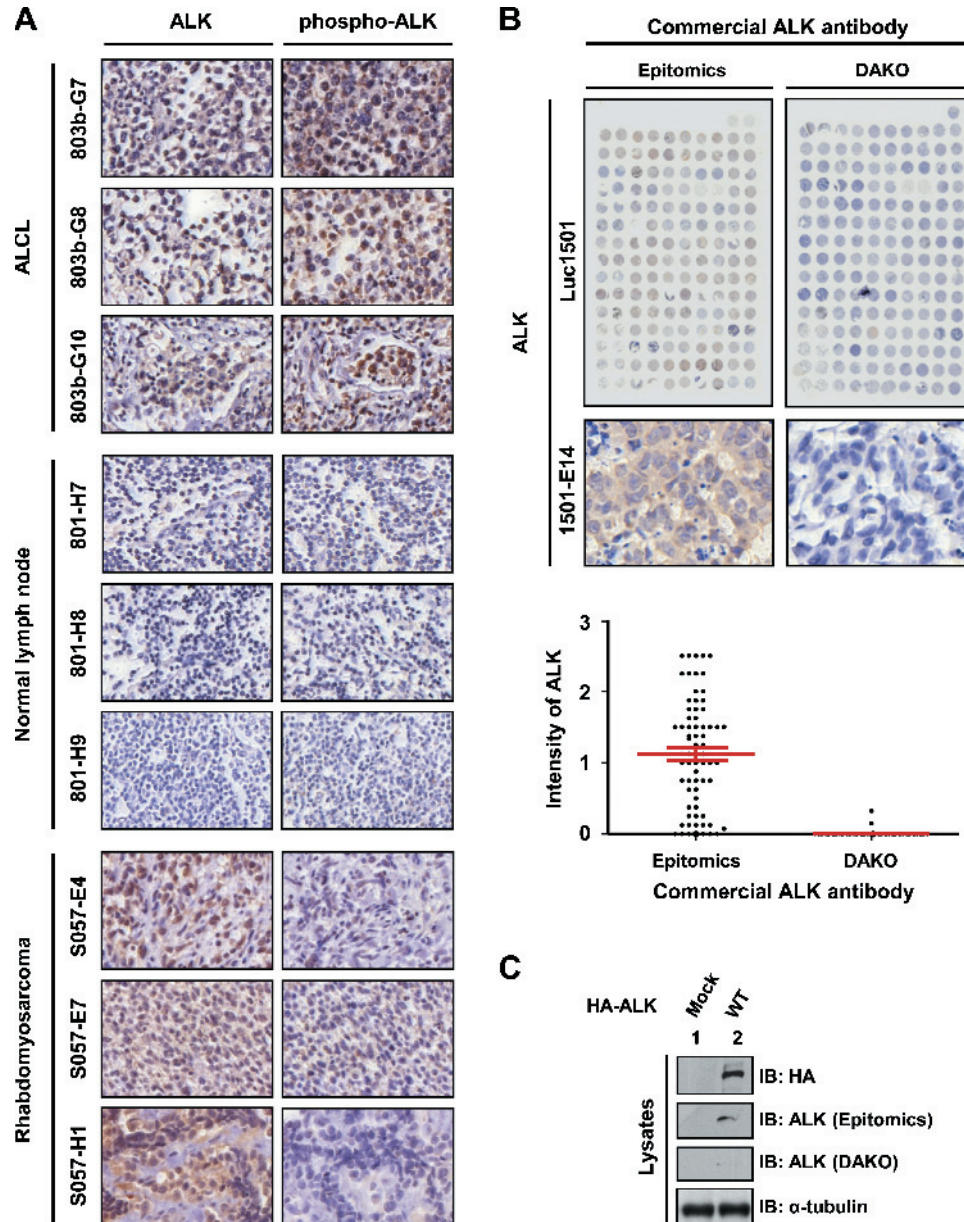 A
ALK
phospho-ALK
ALCL
803b-G7
803b-G8
803b-G10
Normal lymph node
801-H7
801-H8
801-H9
Rhabdomyosarcoma
S057-E4
S057-E7
S057-H1
B
Commercial ALK antibody
Epitomics
DAKO
ALK
Luc1501
1501-E14
Intensity of ALK
3
2
1
0
Epitomics
DAKO
Commercial ALK antibody
C
HA-ALK
Mock
WT
1
2
Lysates
IB: HA
IB: ALK (Epitomics)
IB: ALK (DAKO)
IB: α-tubulin